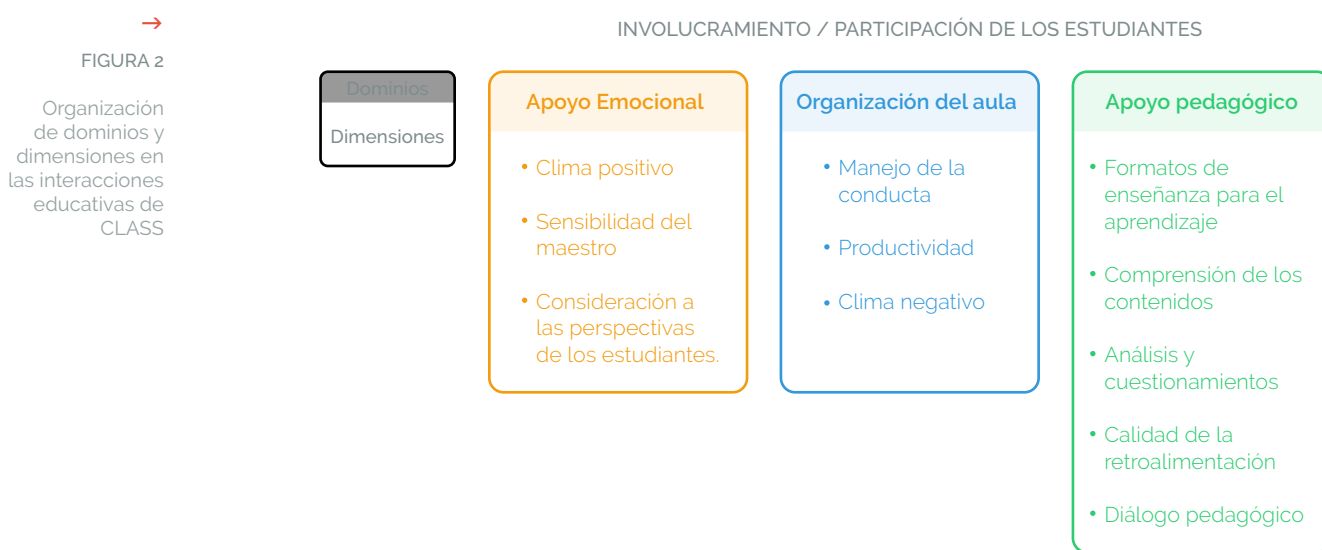 →
FIGURA 2
Organización
de dominios y
dimensiones en
las interacciones
educativas de
CLASS
INVOLUCRAMIENTO / PARTICIPACIÓN DE LOS ESTUDIANTES
Dominios
Dimensiones
Apoyo Emocional
• Clima positivo
• Sensibilidad del
maestro
• Consideración a
las perspectivas
de los estudiantes.
Organización del aula
• Manejo de la
conducta
• Productividad
• Clima negativo
Apoyo pedagógico
• Formatos de
enseñanza para el
aprendizaje
• Comprensión de los
contenidos
• Análisis y
cuestionamientos
• Calidad de la
retroalimentación
• Diálogo pedagógico